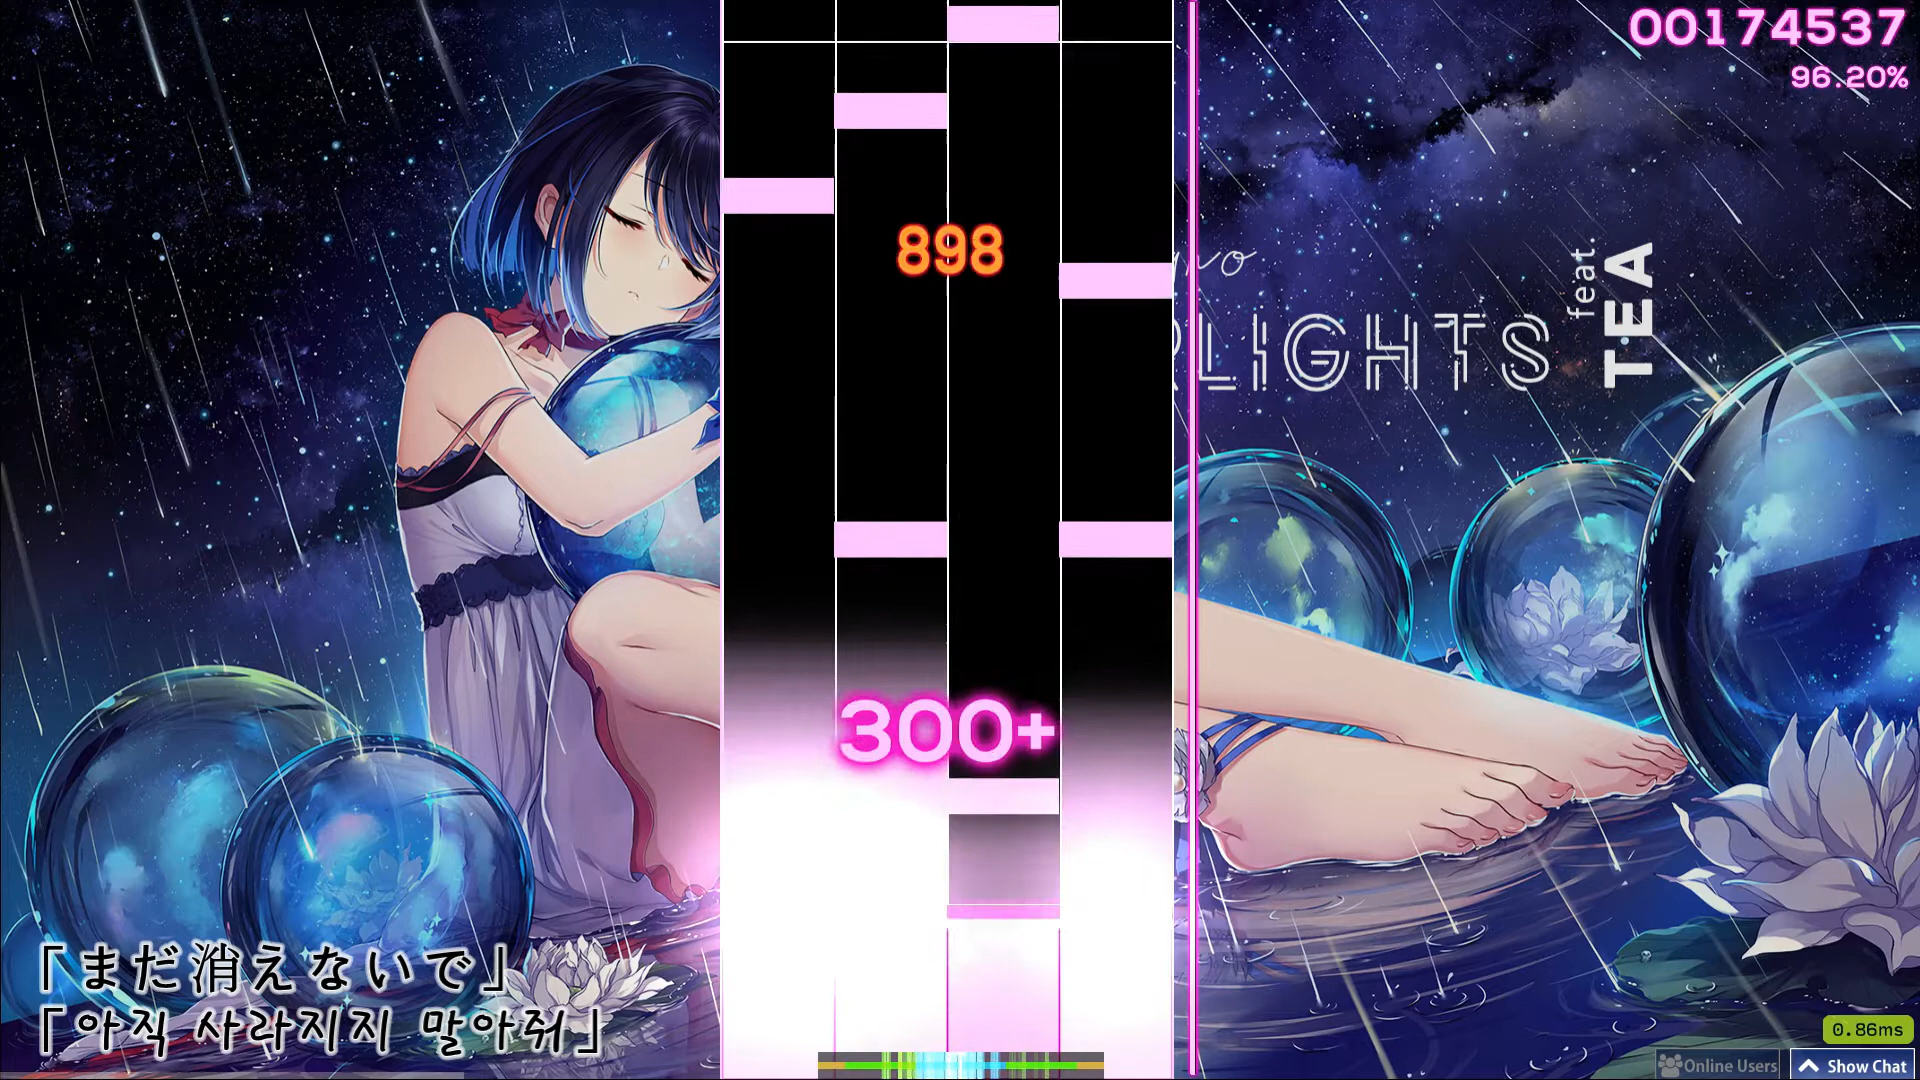 00174537
96.20%
898
RLIGHTS
feat.
TEA
300+
「まだ消えないで」
「아직 사라지지 말아줘」
0.86ms
Online Users
Show Chat